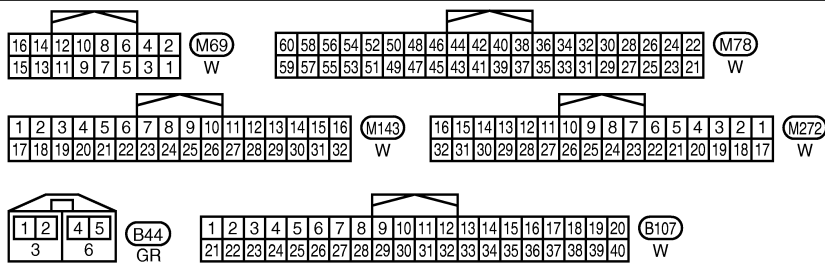 16 14 12 10 8 6 4 2 M69
15 13 11 9 7 5 3 1 W
60 58 56 54 52 50 48 46 44 42 40 38 36 34 32 30 28 26 24 22 M78
59 57 55 53 51 49 47 45 43 41 39 37 35 33 31 29 27 25 23 21 W
1 2 3 4 5 6 7 8 9 10 11 12 13 14 15 16 M143
17 18 19 20 21 22 23 24 25 26 27 28 29 30 31 32 W
16 15 14 13 12 11 10 9 8 7 6 5 4 3 2 1 M272
32 31 30 29 28 27 26 25 24 23 22 21 20 19 18 17 W
1 2 4 5 B44
3 6 GR
1 2 3 4 5 6 7 8 9 10 11 12 13 14 15 16 17 18 19 20 B107
21 22 23 24 25 26 27 28 29 30 31 32 33 34 35 36 37 38 39 40 W